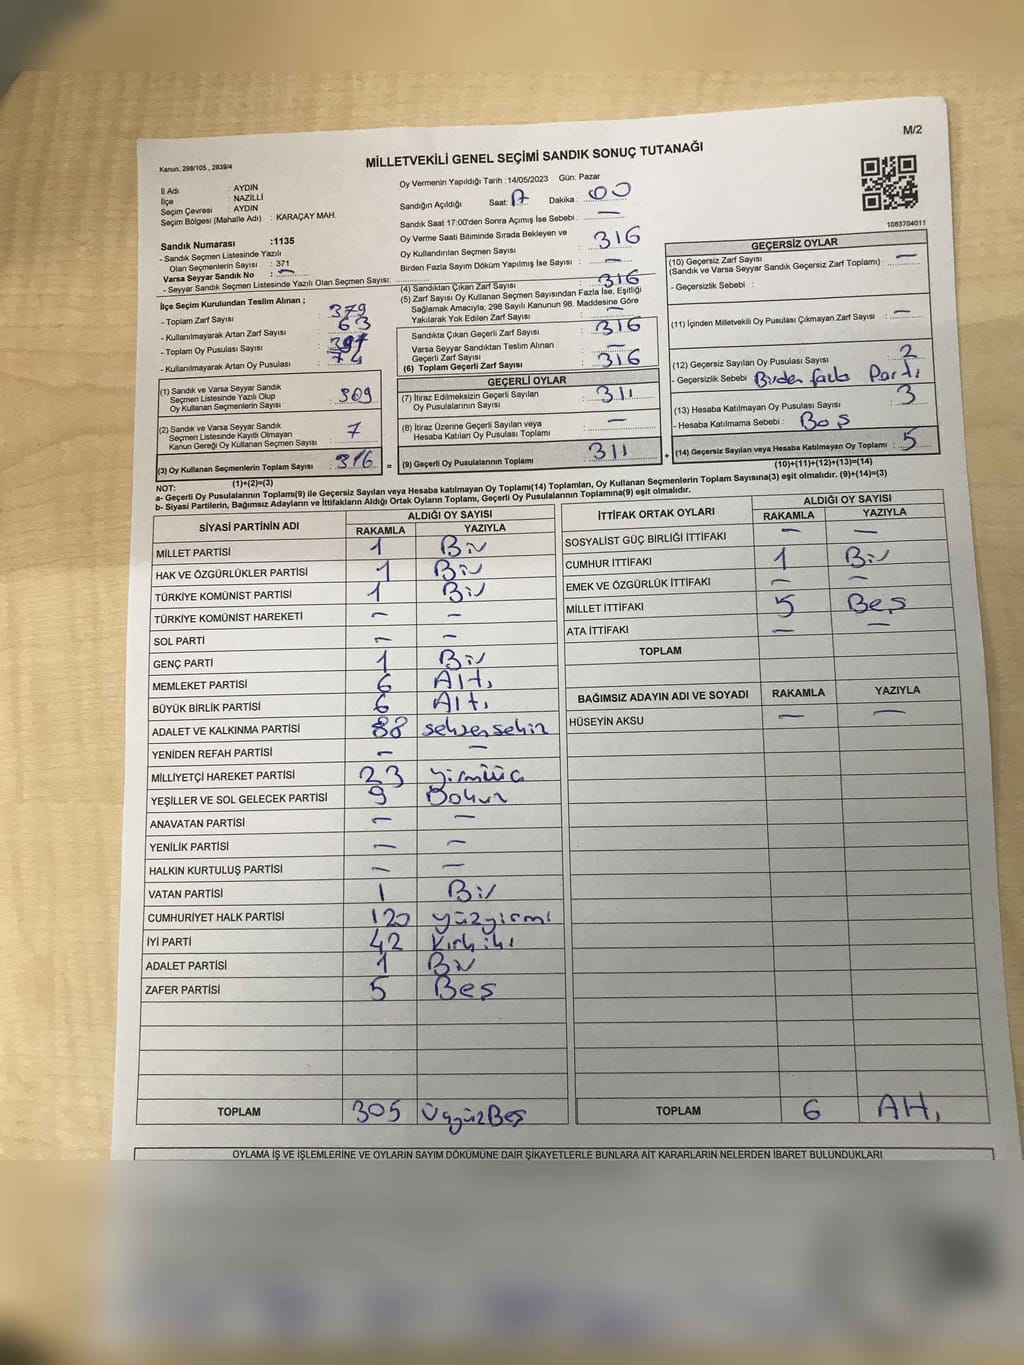 M/2
Kanun, 298/105 , 2839/4
MİLLETVEKİLİ GENEL SEÇİMİ SANDIK SONUÇ TUTANAĞI
İl Adı : AYDIN
İlçe : NAZİLLİ
Seçim Çevresi : AYDIN
Seçim Bölgesi (Mahalle Adı) : KARAÇAY MAH.
Sandık Numarası :1135
- Sandık Seçmen Listesinde Yazılı
Olan Seçmenlerin Sayısı : 371
Varsa Seyyar Sandık No : —
- Seyyar Sandık Seçmen Listesinde Yazılı Olan Seçmen Sayısı:
İlçe Seçim Kurulundan Teslim Alınan ;
- Toplam Zarf Sayısı : 379
- Kullanılmayarak Artan Zarf Sayısı : 63
- Toplam Oy Pusulası Sayısı :
- Kullanılmayarak Artan Oy Pusulası : 74
(1) Sandık ve Varsa Seyyar Sandık
Seçmen Listesinde Yazılı Olup
Oy Kullanan Seçmenlerin Sayısı : 309
(2) Sandık ve Varsa Seyyar Sandık
Seçmen Listesinde Kayıtlı Olmayan
Kanun Gereği Oy Kullanan Seçmen Sayısı : 7
(3) Oy Kullanan Seçmenlerin Toplam Sayısı : 316
(1)+(2)=(3)
Oy Vermenin Yapıldığı Tarih : 14/05/2023 Gün: Pazar
Sandığın Açıldığı Saat: 17 Dakika : 00
Sandık Saat 17:00'den Sonra Açımış İse Sebebi : —
Oy Verme Saati Bitiminde Sırada Bekleyen ve
Oy Kullandırılan Seçmen Sayısı : 316
Birden Fazla Sayım Döküm Yapılmış İse Sayısı : —
(4) Sandıktan Çıkan Zarf Sayısı : 316
(5) Zarf Sayısı Oy Kullanan Seçmen Sayısından Fazla İse, Eşitliği
Sağlamak Amacıyla, 298 Sayılı Kanunun 98. Maddesine Göre
Yakılarak Yok Edilen Zarf Sayısı : —
Sandıkta Çıkan Geçerli Zarf Sayısı : 316
Varsa Seyyar Sandıktan Teslim Alınan
Geçerli Zarf Sayısı : —
(6) Toplam Geçerli Zarf Sayısı : 316
GEÇERLİ OYLAR
(7) İtiraz Edilmeksizin Geçerli Sayılan
Oy Pusulalarının Sayısı : 311
(8) İtiraz Üzerine Geçerli Sayılan veya
Hesaba Katılan Oy Pusulası Toplamı : —
= (9) Geçerli Oy Pusulalarının Toplamı : 311 +
1083704011
GEÇERSİZ OYLAR
(10) Geçersiz Zarf Sayısı
(Sandık ve Varsa Seyyar Sandık Geçersiz Zarf Toplamı) : —
- Geçersizlik Sebebi :
(11) İçinden Milletvekili Oy Pusulası Çıkmayan Zarf Sayısı : —
(12) Geçersiz Sayılan Oy Pusulası Sayısı : 2
- Geçersizlik Sebebi : Birden fazla Parti
(13) Hesaba Katılmayan Oy Pusulası Sayısı : 3
- Hesaba Katılmama Sebebi : Boş
(14) Geçersiz Sayılan veya Hesaba Katılmayan Oy Toplamı : 5
(10)+(11)+(12)+(13)=(14)
NOT:
a- Geçerli Oy Pusulalarının Toplamı(9) ile Geçersiz Sayılan veya Hesaba katılmayan Oy Toplamı(14) Toplamları, Oy Kullanan Seçmenlerin Toplam Sayısına(3) eşit olmalıdır. (9)+(14)=(3)
b- Siyasi Partilerin, Bağımsız Adayların ve İttifakların Aldığı Ortak Oyların Toplamı, Geçerli Oy Pusulalarının Toplamına(9) eşit olmalıdır.
SİYASİ PARTİNİN ADI ALDIĞI OY SAYISI
RAKAMLA YAZIYLA
MİLLET PARTİSİ 1 Bir
HAK VE ÖZGÜRLÜKLER PARTİSİ 1 Bir
TÜRKİYE KOMÜNİST PARTİSİ 1 Bir
TÜRKİYE KOMÜNİST HAREKETİ — —
SOL PARTİ — —
GENÇ PARTİ 1 Bir
MEMLEKET PARTİSİ 6 Altı
BÜYÜK BİRLİK PARTİSİ 6 Altı
ADALET VE KALKINMA PARTİSİ 88 seksensekiz
YENİDEN REFAH PARTİSİ — —
MİLLİYETÇİ HAREKET PARTİSİ 23 yirmiüç
YEŞİLLER VE SOL GELECEK PARTİSİ 9 Dokuz
ANAVATAN PARTİSİ — —
YENİLİK PARTİSİ — —
HALKIN KURTULUŞ PARTİSİ — —
VATAN PARTİSİ 1 Bir
CUMHURİYET HALK PARTİSİ 120 yüzyirmi
İYİ PARTİ 42 Kırkiki
ADALET PARTİSİ 1 Bir
ZAFER PARTİSİ 5 Beş
TOPLAM 305 ÜçyüzBeş
İTTİFAK ORTAK OYLARI ALDIĞI OY SAYISI
RAKAMLA YAZIYLA
SOSYALİST GÜÇ BİRLİĞİ İTTİFAKI — —
CUMHUR İTTİFAKI 1 Bir
EMEK VE ÖZGÜRLÜK İTTİFAKI — —
MİLLET İTTİFAKI 5 Beş
ATA İTTİFAKI — —
TOPLAM
BAĞIMSIZ ADAYIN ADI VE SOYADI RAKAMLA YAZIYLA
HÜSEYİN AKSU — —
TOPLAM 6 Altı
OYLAMA İŞ VE İŞLEMLERİNE VE OYLARIN SAYIM DÖKÜMÜNE DAİR ŞİKAYETLERLE BUNLARA AİT KARARLARIN NELERDEN İBARET BULUNDUKLARI